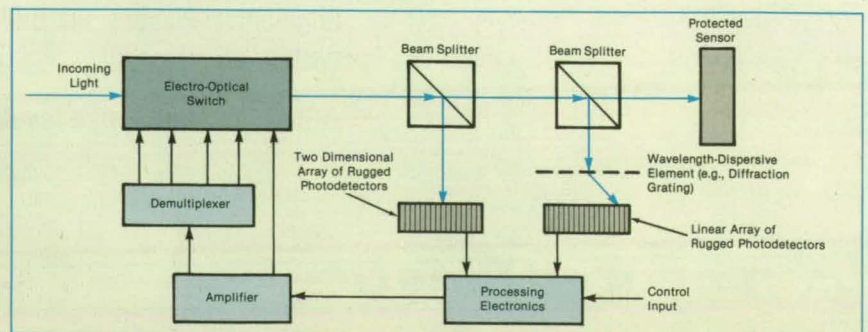 Incoming
Light
Electro-Optical
Switch
Beam Splitter
Beam Splitter
Protected
Sensor
Two Dimensional
Array of Rugged
Photodetectors
Wavelength-Dispersive
Element (e.g., Diffraction
Grating)
Demultiplexer
Linear Array of
Rugged Photodetectors
Amplifier
Processing
Electronics
Control
Input